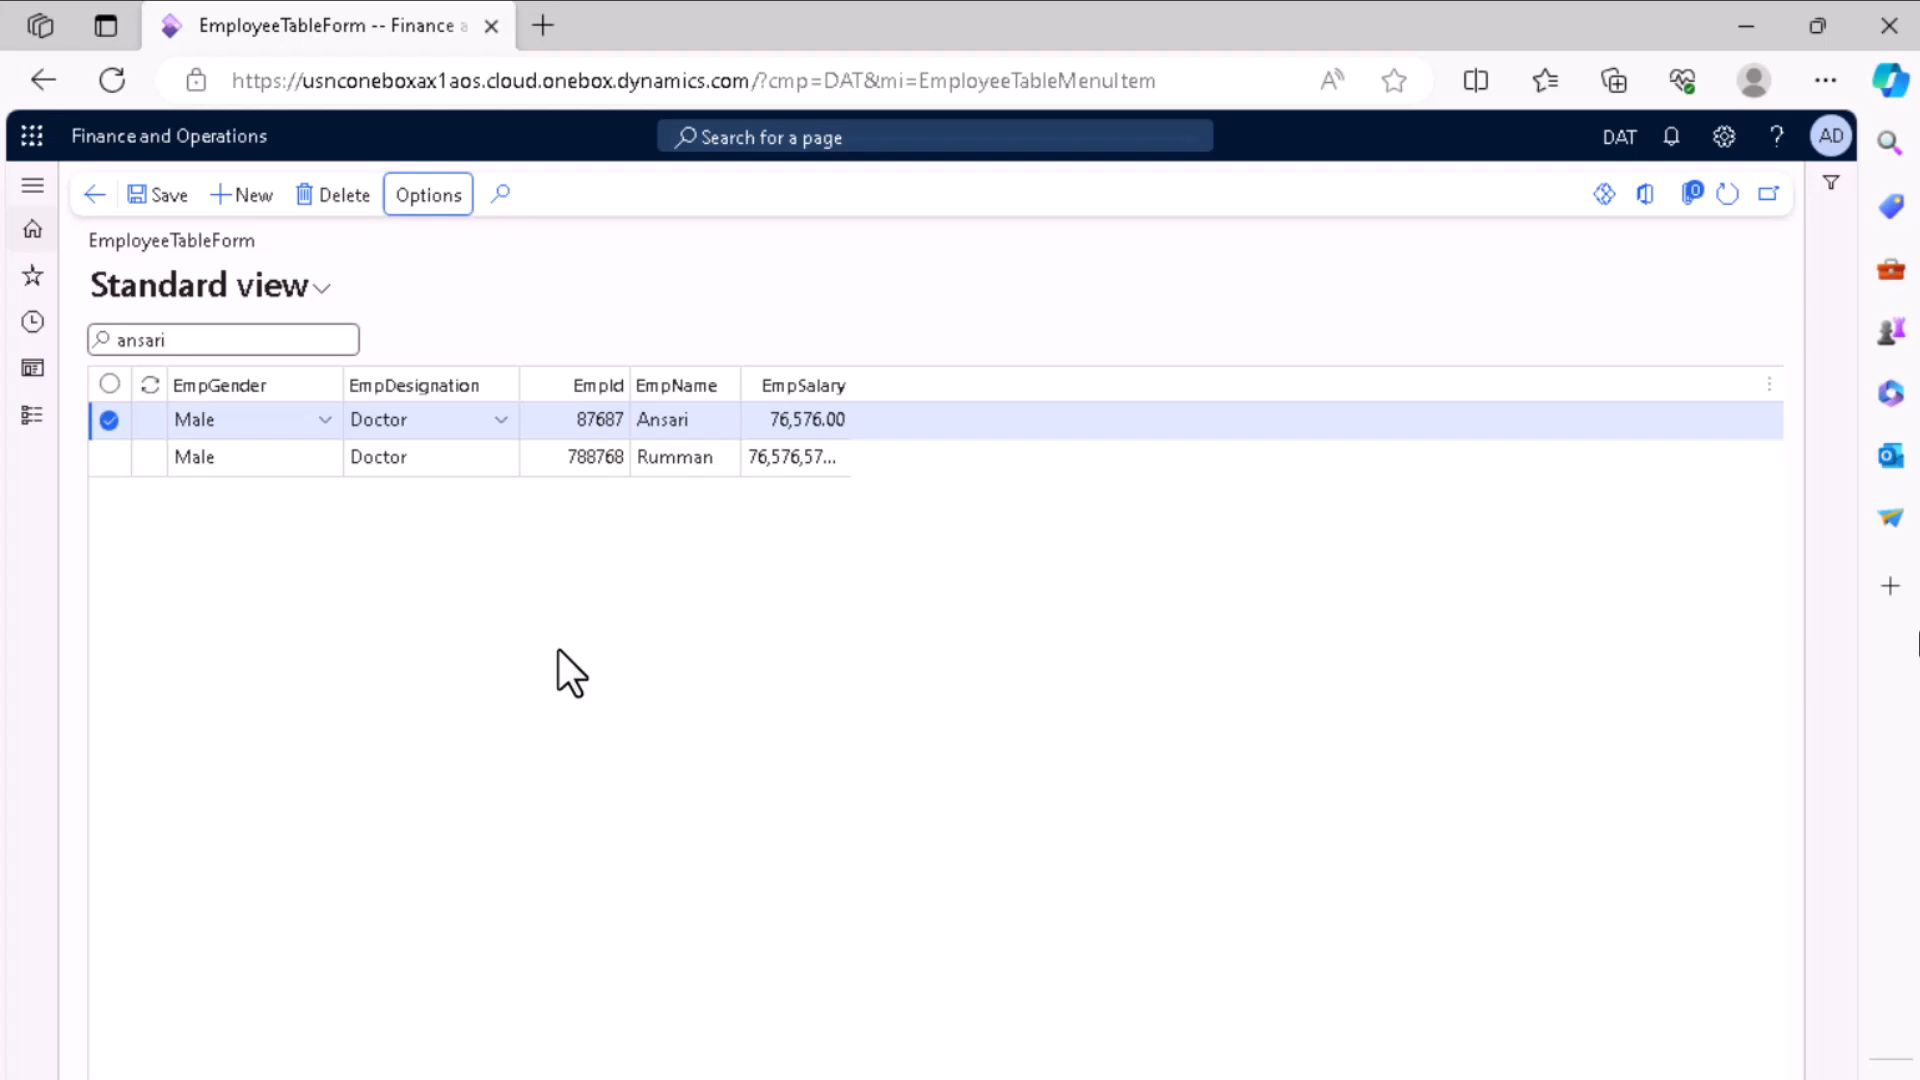 EmployeeTableForm -- Finance a
https://usnconeboxax1aos.cloud.onebox.dynamics.com/?cmp=DAT&mi=EmployeeTableMenuItem
Finance and Operations
Search for a page
DAT
?
AD
Save
New
Delete
Options
0
EmployeeTableForm
Standard view
ansari
EmpGender EmpDesignation EmpId EmpName EmpSalary
Male Doctor 87687 Ansari 76,576.00
Male Doctor 788768 Rumman 76,576,57...